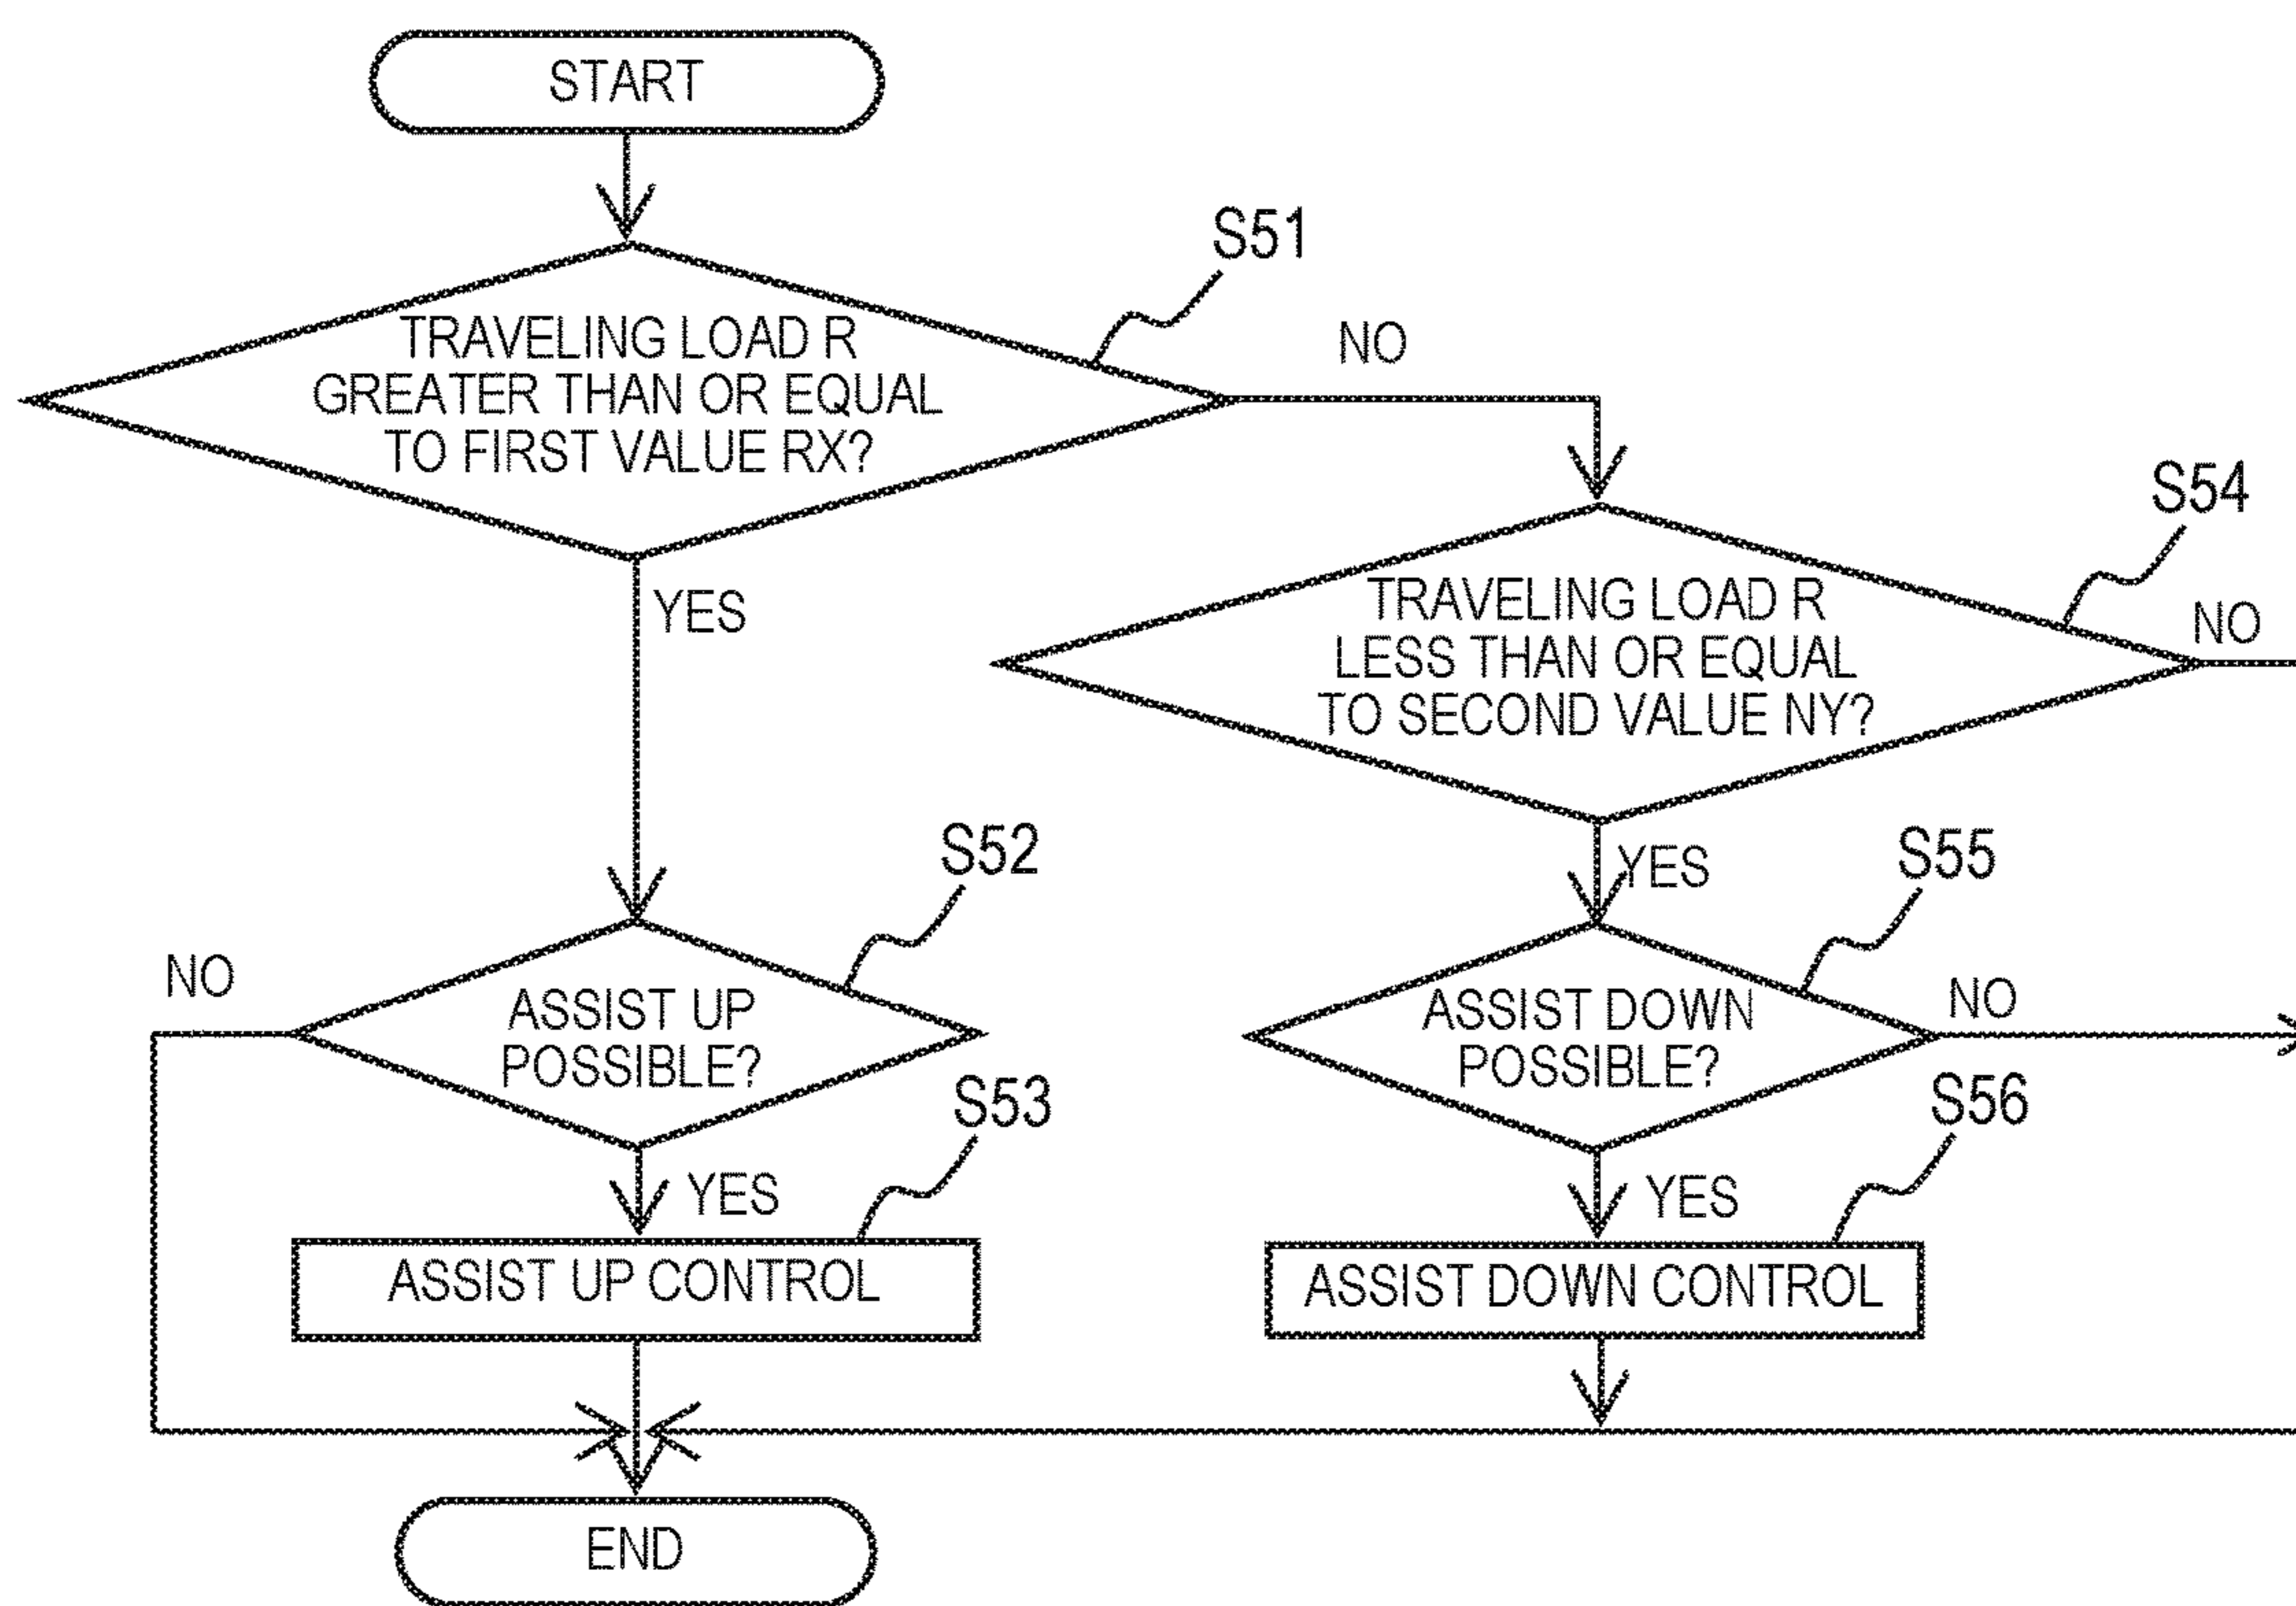 START
S51
TRAVELING LOAD R
GREATER THAN OR EQUAL
TO FIRST VALUE RX?
NO
YES
S54
TRAVELING LOAD R
LESS THAN OR EQUAL
TO SECOND VALUE NY?
NO
YES
S52
ASSIST UP
POSSIBLE?
NO
YES
S55
ASSIST DOWN
POSSIBLE?
NO
YES
S53
ASSIST UP CONTROL
S56
ASSIST DOWN CONTROL
END